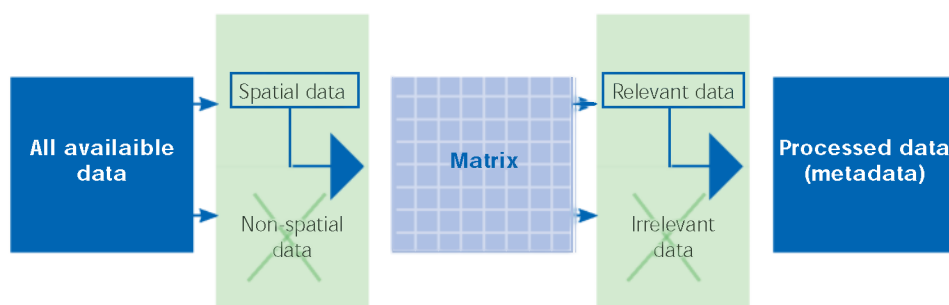 All availaible
data
Spatial data
Non-spatial
data
Matrix
Relevant data
Irrelevant
data
Processed data
(metadata)